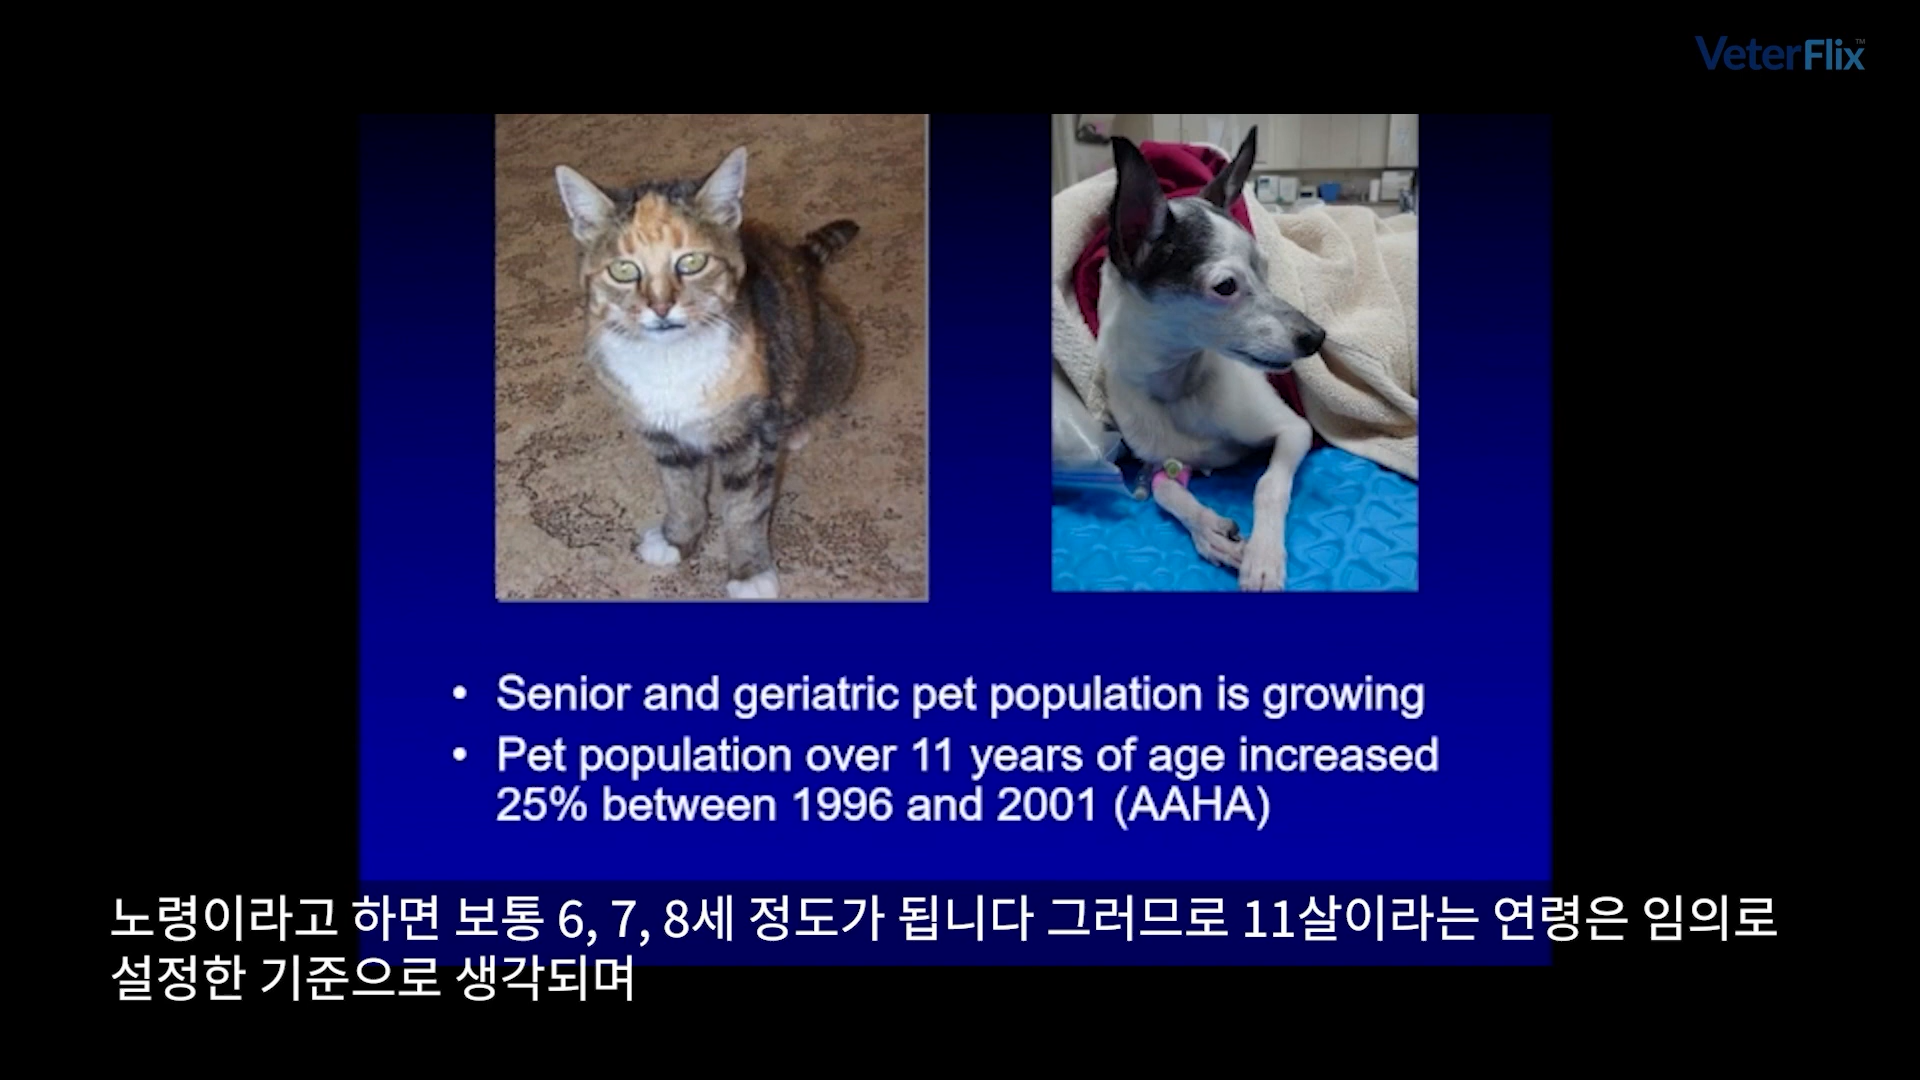 VeterFlix™
• Senior and geriatric pet population is growing
• Pet population over 11 years of age increased
25% between 1996 and 2001 (AAHA)
노령이라고 하면 보통 6, 7, 8세 정도가 됩니다 그러므로 11살이라는 연령은 임의로
설정한 기준으로 생각되며